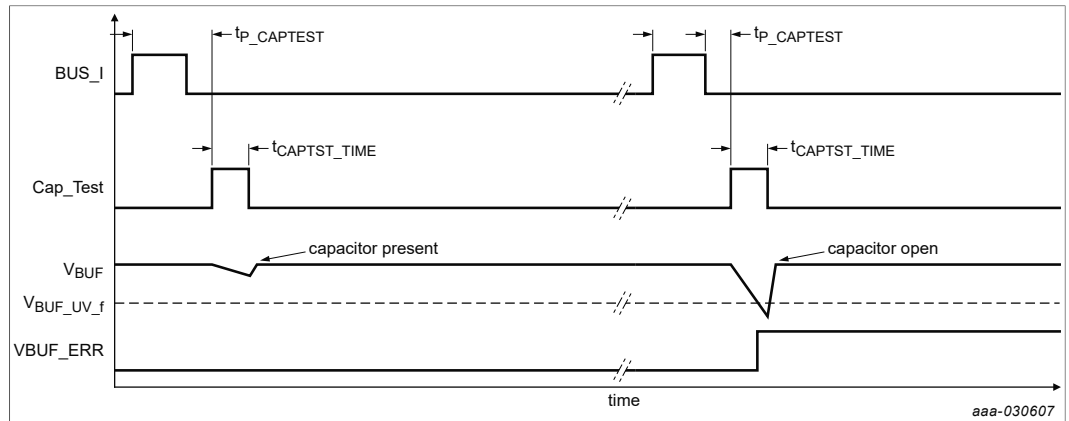 tP_CAPTEST
tP_CAPTEST
BUS_I
tCAPTST_TIME
tCAPTST_TIME
Cap_Test
capacitor present
capacitor open
VBUF
VBUF_UV_f
VBUF_ERR
time
aaa-030607